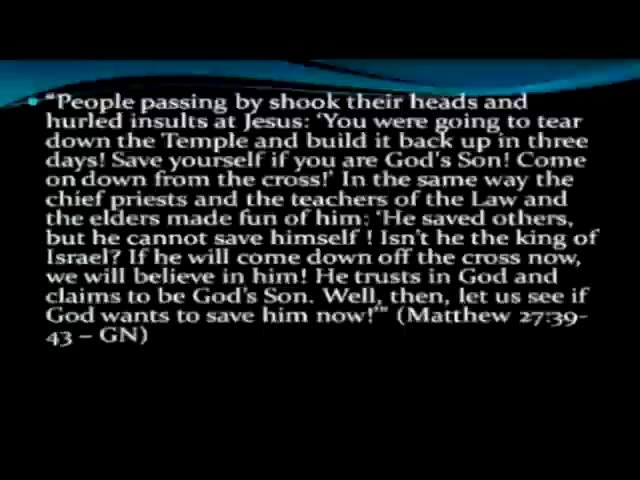 • “People passing by shook their heads and
hurled insults at Jesus: ‘You were going to tear
down the Temple and build it back up in three
days! Save yourself if you are God's Son! Come
on down from the cross!’ In the same way the
chief priests and the teachers of the Law and
the elders made fun of him: ‘He saved others,
but he cannot save himself ! Isn't he the king of
Israel? If he will come down off the cross now,
we will believe in him! He trusts in God and
claims to be God's Son. Well, then, let us see if
God wants to save him now!’” (Matthew 27:39-
43 – GN)